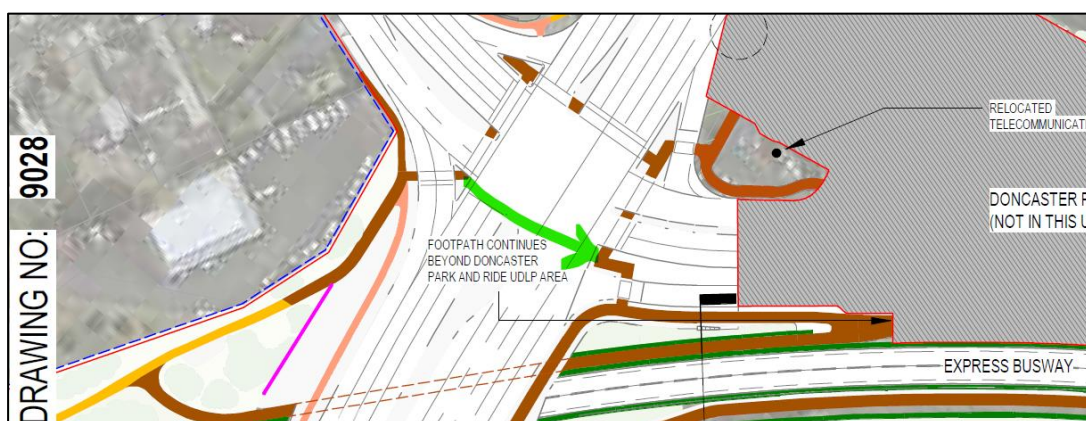 DRAWING NO: 9028
RELOCATED
TELECOMMUNICAT
DONCASTER P
(NOT IN THIS U
FOOTPATH CONTINUES
BEYOND DONCASTER
PARK AND RIDE UDLP AREA
EXPRESS BUSWAY